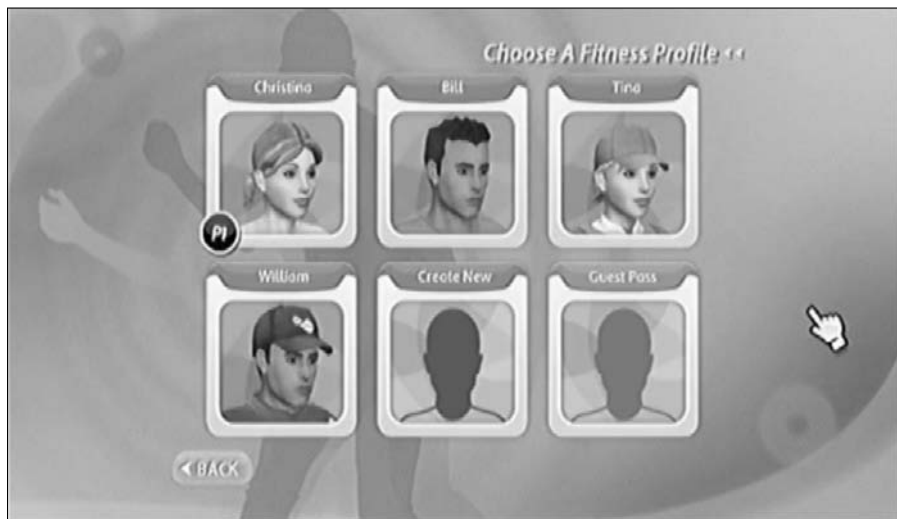 Choose A Fitness Profile <<
Christina
Bill
Tina
P1
William
Create New
Guest Pass
BACK